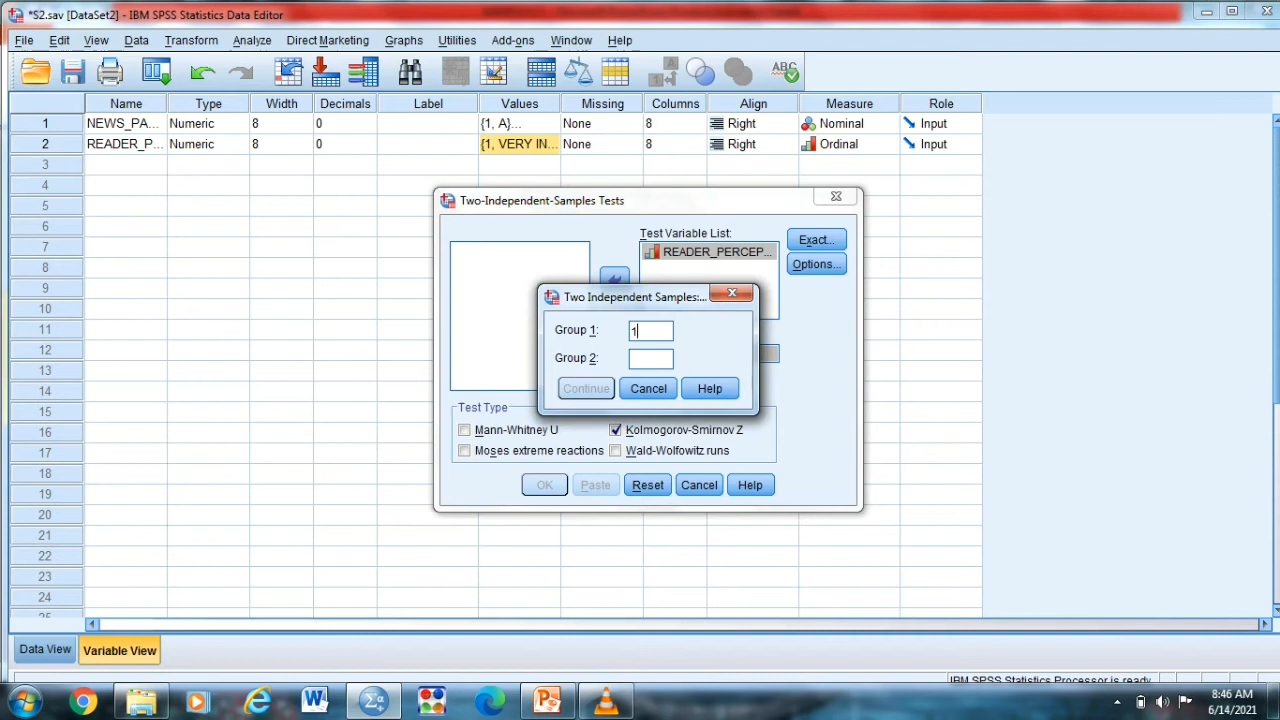 *S2.sav [DataSet2] - IBM SPSS Statistics Data Editor
File Edit View Data Transform Analyze Direct Marketing Graphs Utilities Add-ons Window Help
ABC
Name Type Width Decimals Label Values Missing Columns Align Measure Role
1 NEWS_PA... Numeric 8 0 {1, A}... None 8 Right Nominal Input
2 READER_P... Numeric 8 0 {1, VERY IN... None 8 Right Ordinal Input
3
4
5
6
7
8
9
10
11
12
13
14
15
16
17
18
19
20
21
22
23
24
25
Two-Independent-Samples Tests
Test Variable List:
READER_PERCEP...
Exact...
Options...
Two Independent Samples:...
Group 1: 1
Group 2:
Continue Cancel Help
Test Type
Mann-Whitney U Kolmogorov-Smirnov Z
Moses extreme reactions Wald-Wolfowitz runs
OK Paste Reset Cancel Help
Data View Variable View
IBM SPSS Statistics Processor is ready
8:46 AM
6/14/2021